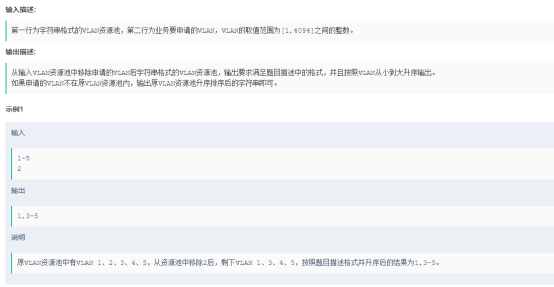 输入描述:
第一行为字符串格式的VLAN资源池，第二行为业务要申请的VLAN，VLAN的取值范围为[1,4094]之间的整数。
输出描述:
从输入VLAN资源池中移除申请的VLAN后字符串格式的VLAN资源池，输出要求满足题目描述中的格式，并且按照VLAN从小到大升序输出。
如果申请的VLAN不在原VLAN资源池内，输出原VLAN资源池升序排序后的字符串即可。
示例1
输入
1-5
2
输出
1,3-5
说明
原VLAN资源池中有VLAN 1、2、3、4、5，从资源池中移除2后，剩下VLAN 1、3、4、5，按照题目描述格式并升序后的结果为1,3-5。